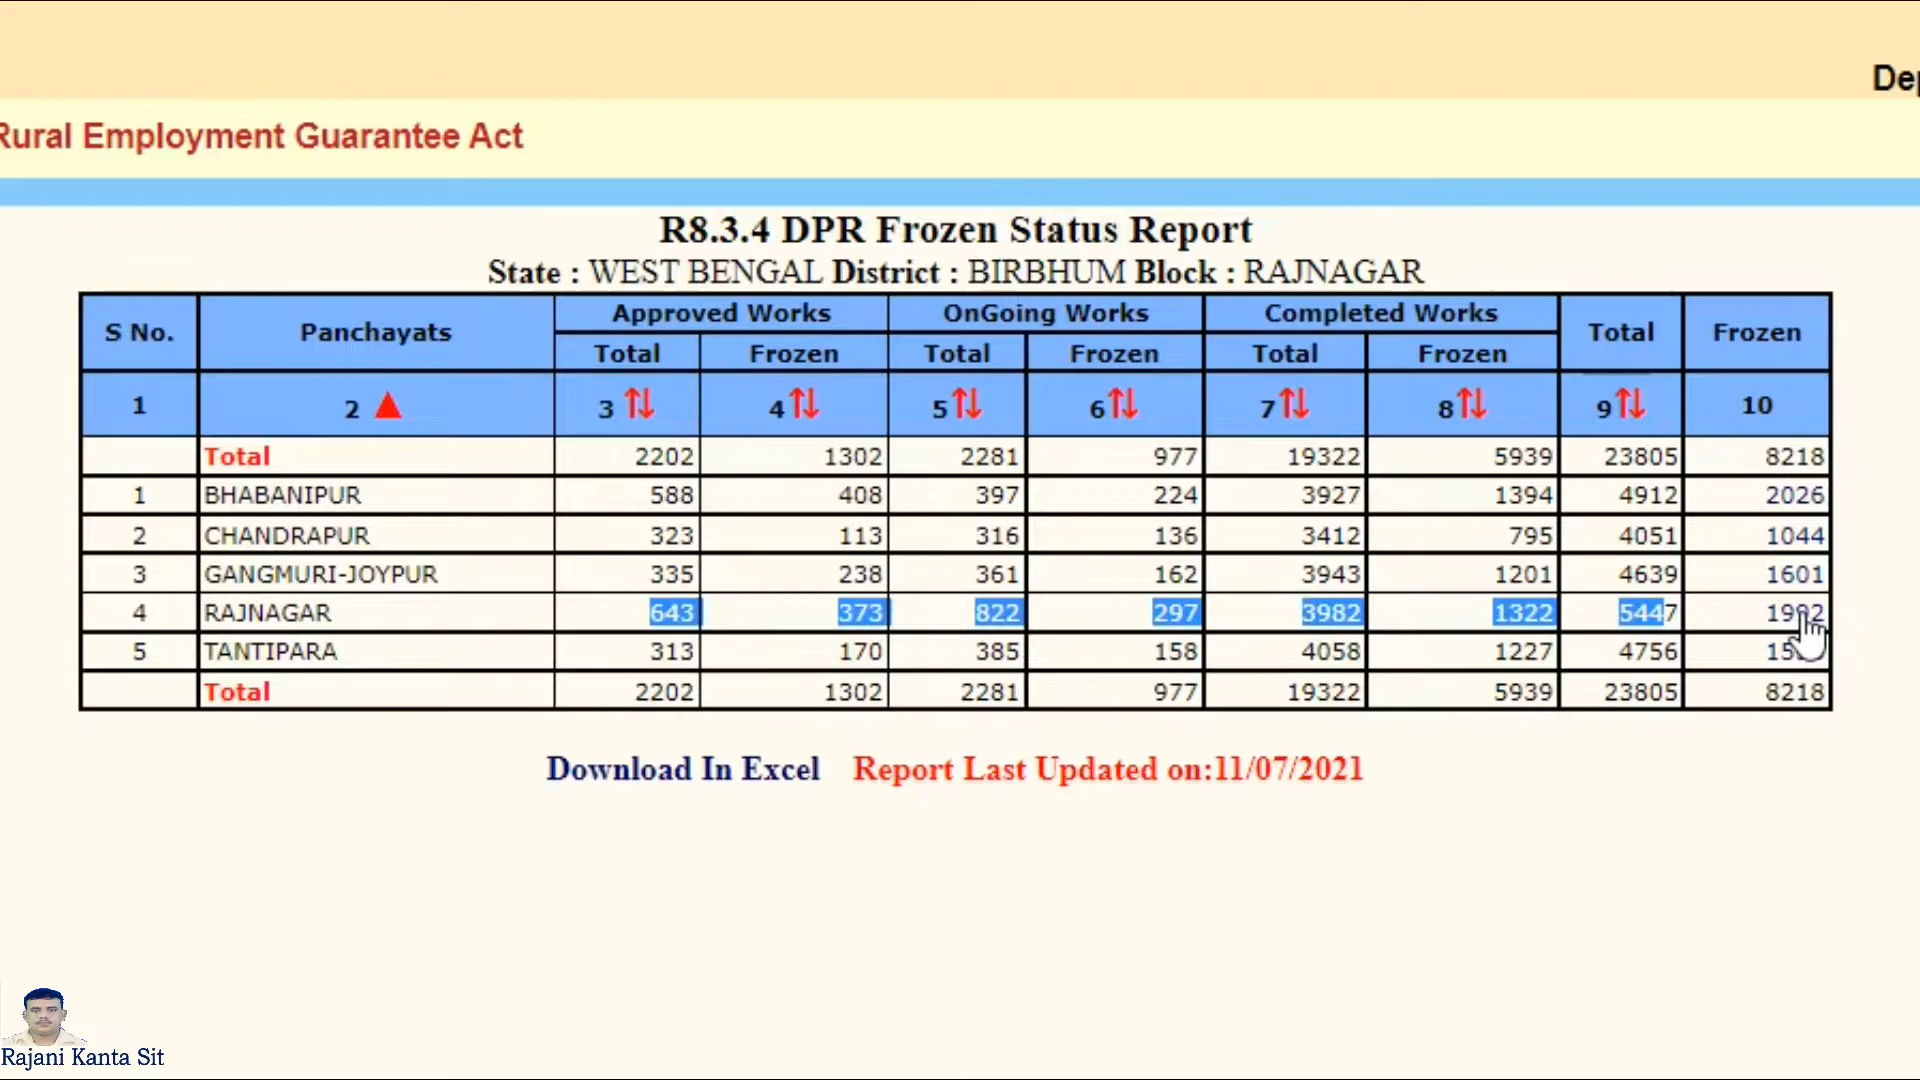 Dep
Rural Employment Guarantee Act
R8.3.4 DPR Frozen Status Report
State : WEST BENGAL District : BIRBHUM Block : RAJNAGAR
S No. Panchayats Approved Works OnGoing Works Completed Works Total Frozen
Total Frozen Total Frozen Total Frozen
1 2 3 4 5 6 7 8 9 10
Total 2202 1302 2281 977 19322 5939 23805 8218
1 BHABANIPUR 588 408 397 224 3927 1394 4912 2026
2 CHANDRAPUR 323 113 316 136 3412 795 4051 1044
3 GANGMURI-JOYPUR 335 238 361 162 3943 1201 4639 1601
4 RAJNAGAR 643 373 822 297 3982 1322 5447 1992
5 TANTIPARA 313 170 385 158 4058 1227 4756
Total 2202 1302 2281 977 19322 5939 23805 8218
Download In Excel Report Last Updated on:11/07/2021
Rajani Kanta Sit